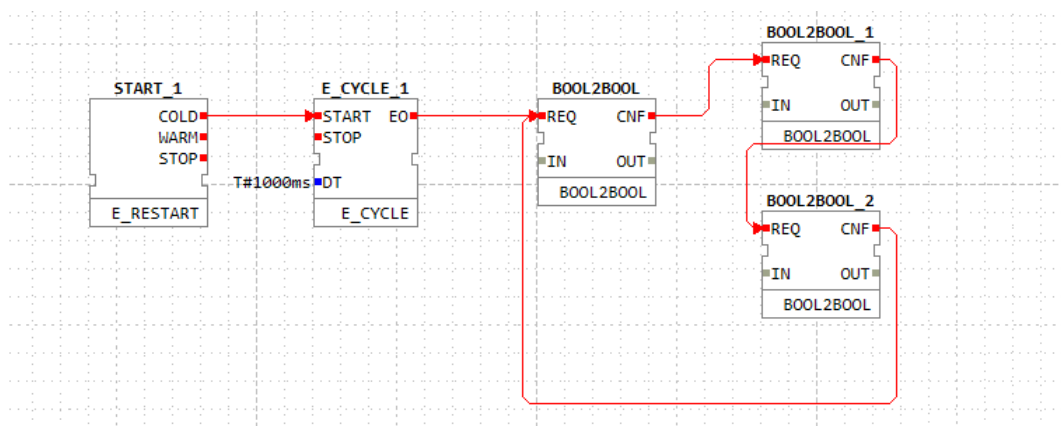 START_1
COLD
WARM
STOP
E_RESTART
E_CYCLE_1
START EO
STOP
T#1000ms DT
E_CYCLE
BOOL2BOOL
REQ CNF
IN OUT
BOOL2BOOL
BOOL2BOOL_1
REQ CNF
IN OUT
BOOL2BOOL
BOOL2BOOL_2
REQ CNF
IN OUT
BOOL2BOOL